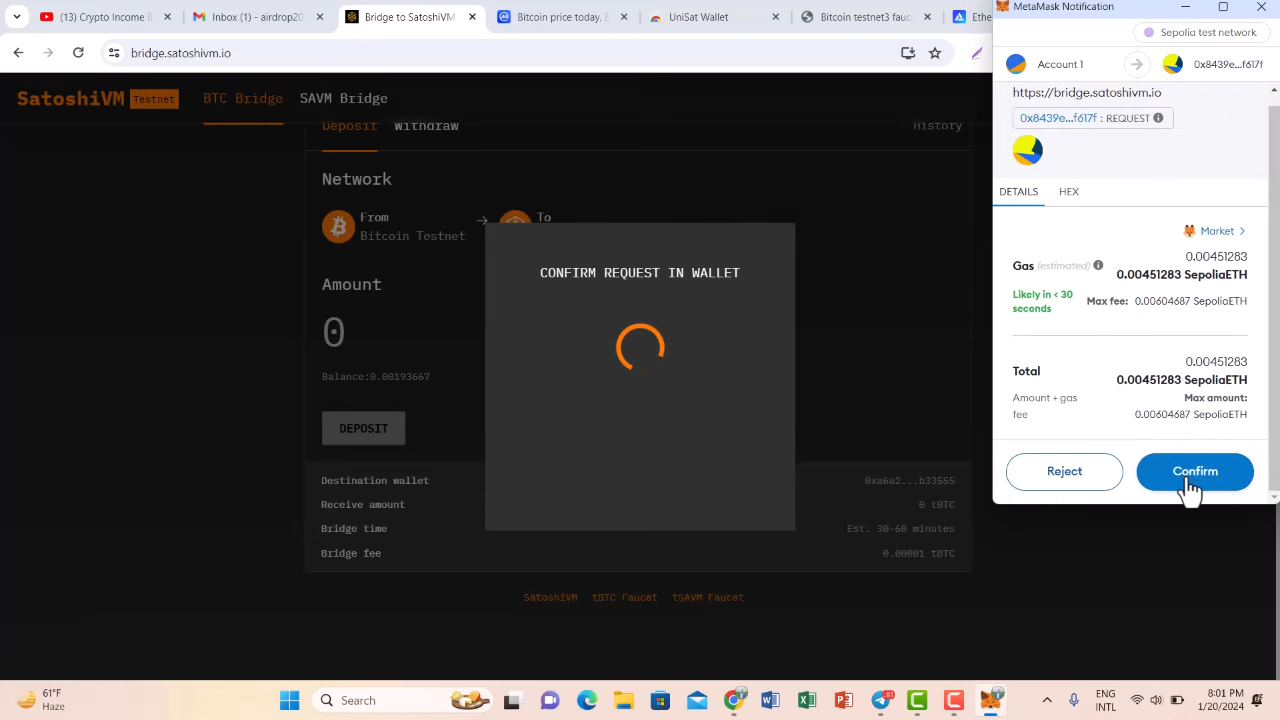 (2) Crypto Income E
Inbox (1) - Airdropo
Bridge to SatoshiVM
Bitcoin price today,
UniSat Wallet
Bitcoin testnet3 fauc
Ethe
bridge.satoshivm.io
SatoshiVM Testnet
BTC Bridge
SAVM Bridge
Deposit
Withdraw
History
Network
From
Bitcoin Testnet
To
Amount
0
Balance:0.00193667
DEPOSIT
CONFIRM REQUEST IN WALLET
Destination wallet
0xa6a2...b33555
Receive amount
0 tBTC
Bridge time
Est. 30-60 minutes
Bridge fee
0.00001 tBTC
SatoshiVM
tBTC Faucet
tSAVM Faucet
MetaMask Notification
Sepolia test network
Account 1
0x8439e...f617f
https://bridge.satoshivm.io
0x8439e...f617f : REQUEST
DETAILS
HEX
Market
Gas (estimated)
0.00451283
0.00451283 SepoliaETH
Likely in < 30
seconds
Max fee: 0.00604687 SepoliaETH
Total
0.00451283
0.00451283 SepoliaETH
Amount + gas
fee
Max amount:
0.00604687 SepoliaETH
Reject
Confirm
61°F
Haze
Search
81
ENG
INTL
8:01 PM
1/20/2024